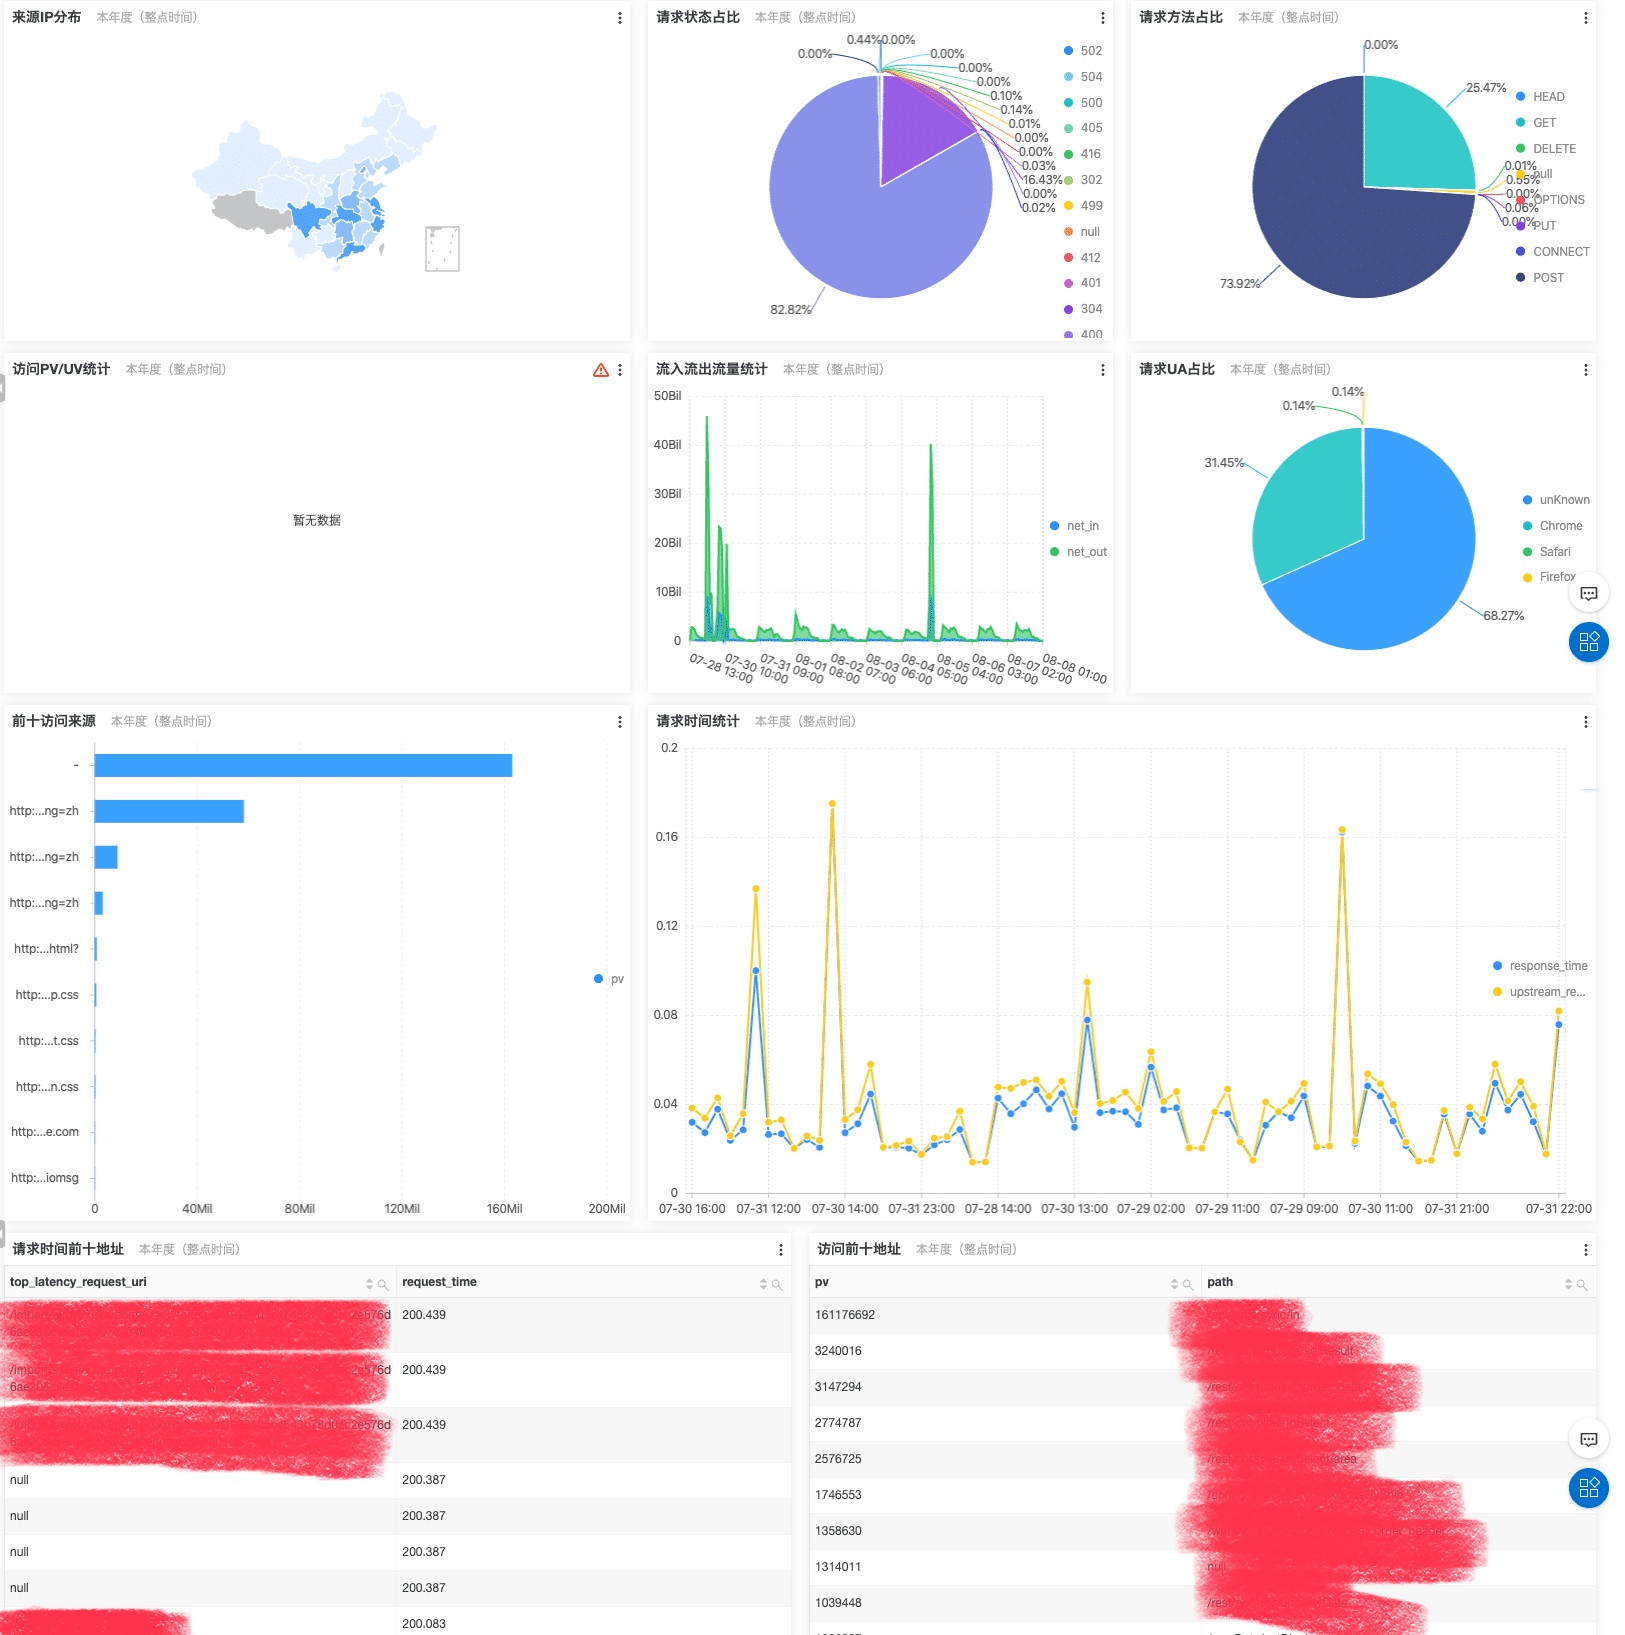 来源IP分布 本年度（整点时间）
请求状态占比 本年度（整点时间）
0.44%
0.00%
0.00%
0.00%
0.00%
0.00%
0.10%
0.14%
0.01%
0.00%
0.00%
0.03%
16.43%
0.00%
0.02%
82.82%
502
504
500
405
416
302
499
null
412
401
304
400
请求方法占比 本年度（整点时间）
0.00%
25.47%
0.01%
0.55%
0.00%
0.06%
0.00%
73.92%
HEAD
GET
DELETE
null
OPTIONS
PUT
CONNECT
POST
访问PV/UV统计 本年度（整点时间）
暂无数据
流入流出流量统计 本年度（整点时间）
50Bil
40Bil
30Bil
20Bil
10Bil
0
07-28 13:00
07-30 10:00
07-31 09:00
08-01 08:00
08-02 07:00
08-03 06:00
08-04 05:00
08-05 04:00
08-06 03:00
08-07 02:00
08-08 01:00
net_in
net_out
请求UA占比 本年度（整点时间）
0.14%
0.14%
31.45%
68.27%
unKnown
Chrome
Safari
Firefox
前十访问来源 本年度（整点时间）
-
http:...ng=zh
http:...ng=zh
http:...ng=zh
http:...html?
http:...p.css
http:...t.css
http:...n.css
http:...e.com
http:...iomsg
0 40Mil 80Mil 120Mil 160Mil 200Mil
pv
请求时间统计 本年度（整点时间）
0.2
0.16
0.12
0.08
0.04
0
07-30 16:00 07-31 12:00 07-30 14:00 07-31 23:00 07-28 14:00 07-30 13:00 07-29 02:00 07-29 11:00 07-29 09:00 07-30 11:00 07-31 21:00 07-31 22:00
response_time
upstream_re...
请求时间前十地址 本年度（整点时间）
top_latency_request_uri request_time
200.439
200.439
200.439
null 200.387
null 200.387
null 200.387
null 200.387
200.083
访问前十地址 本年度（整点时间）
pv path
161176692
3240016
3147294
2774787
2576725
1746553
1358630
1314011 null
1039448